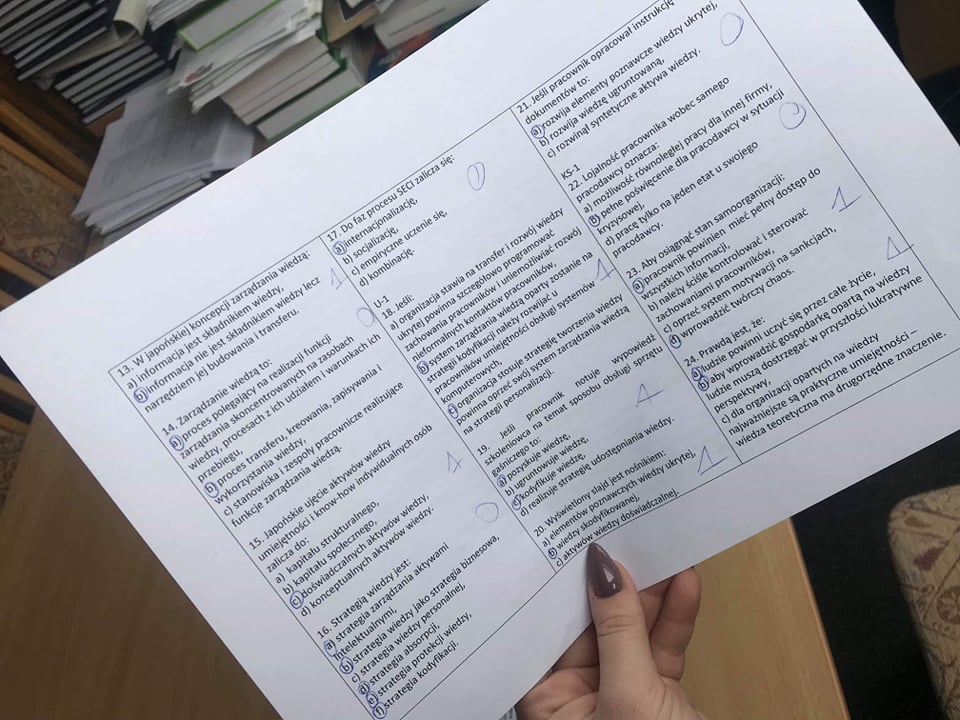 13. W japońskiej koncepcji zarządzania wiedzą:
a) informacja jest składnikiem wiedzy,
b) informacja nie jest składnikiem wiedzy lecz
narzędziem jej budowania i transferu.
1
14. Zarządzanie wiedzą to:
a) proces polegający na realizacji funkcji
zarządzania skoncentrowanych na zasobach
wiedzy, procesach z ich udziałem i warunkach ich
przebiegu,
b) proces transferu, kreowania, zapisywania i
wykorzystania wiedzy,
c) stanowiska i zespoły pracownicze realizujące
funkcje zarządzania wiedzą.
0
15. Japońskie ujęcie aktywów wiedzy
umiejętności i know-how indywidualnych osób
zalicza do:
a) kapitału strukturalnego,
b) kapitału społecznego,
c) doświadczalnych aktywów wiedzy,
d) konceptualnych aktywów wiedzy.
1
16. Strategią wiedzy jest:
a) strategia zarządzania aktywami
intelektualnymi,
b) strategia wiedzy jako strategia biznesowa,
c) strategia wiedzy personalnej,
d) strategia absorpcji,
e) strategia protekcji wiedzy,
f) strategia kodyfikacji.
0
17. Do faz procesu SECI zalicza się:
a) internacjonalizację,
b) socjalizację,
c) empiryczne uczenie się,
d) kombinację.
0
U-1
18. Jeśli:
a) organizacja stawia na transfer i rozwój wiedzy
ukrytej powinna szczegółowo programować
zachowania pracowników i uniemożliwiać rozwój
nieformalnych kontaktów pracowników,
b) system zarządzania wiedzą oparty zostanie na
strategii kodyfikacji należy rozwijać u
pracowników umiejętności obsługi systemów
komputerowych,
c) organizacja stosuje strategię tworzenia wiedzy
powinna oprzeć swój system zarządzania wiedzą
na strategii personalizacji.
1
19. Jeśli pracownik notuje wypowiedź
szkoleniowca na temat sposobu obsługi sprzętu
gaśniczego to:
a) pozyskuje wiedzę,
b) ugruntowuje wiedzę,
c) kodyfikuje wiedzę,
d) realizuje strategię udostępniania wiedzy.
1
20. Wyświetlony slajd jest nośnikiem:
a) elementów poznawczych wiedzy ukrytej,
b) wiedzy skodyfikowanej,
c) aktywów wiedzy doświadczalnej.
1
21. Jeśli pracownik opracował instrukcję
dokumentów to:
a) rozwija elementy poznawcze wiedzy ukrytej,
b) rozwija wiedzę ugruntowaną,
c) rozwinął syntetyczne aktywa wiedzy.
0
KS-1
22. Lojalność pracownika wobec samego
pracodawcy oznacza:
a) możliwość równoległej pracy dla innej firmy,
b) pełne poświęcenie dla pracodawcy w sytuacji
kryzysowej,
d) pracę tylko na jeden etat u swojego
pracodawcy.
0
23. Aby osiągnąć stan samoorganizacji:
a) pracownik powinien mieć pełny dostęp do
wszystkich informacji,
b) należy ściśle kontrolować i sterować
zachowaniami pracowników,
c) oprzeć system motywacji na sankcjach,
d) wprowadzić twórczy chaos.
1
24. Prawdą jest, że:
a) ludzie powinni uczyć się przez całe życie,
b) aby wprowadzić gospodarkę opartą na wiedzy
ludzie muszą dostrzegać w przyszłości lukratywne
perspektywy,
c) dla organizacji opartych na wiedzy
najważniejsze są praktyczne umiejętności –
wiedza teoretyczna ma drugorzędne znaczenie.
1